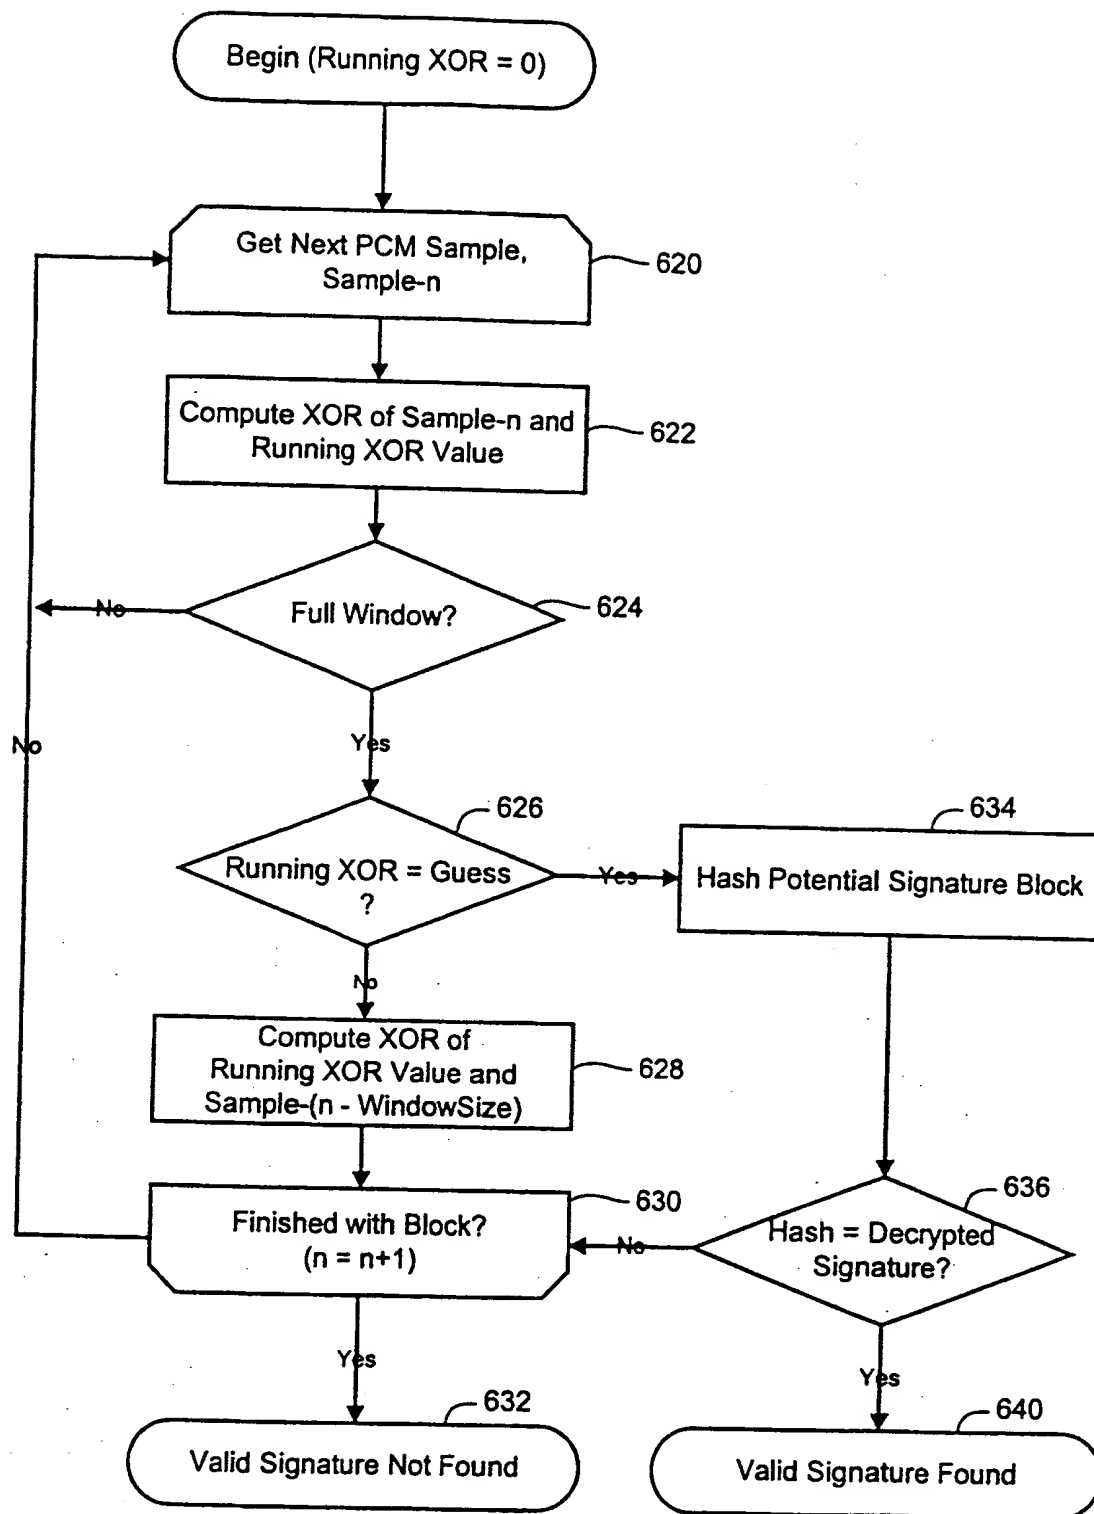 Begin (Running XOR = 0)
Get Next PCM Sample,
Sample-n
620
Compute XOR of Sample-n and
Running XOR Value
622
Full Window?
624
No
No
Yes
626
Running XOR = Guess
?
Yes
634
Hash Potential Signature Block
No
Compute XOR of
Running XOR Value and
Sample-(n - WindowSize)
628
Finished with Block?
(n = n+1)
630
No
Hash = Decrypted
Signature?
636
Yes
Yes
632
Valid Signature Not Found
640
Valid Signature Found